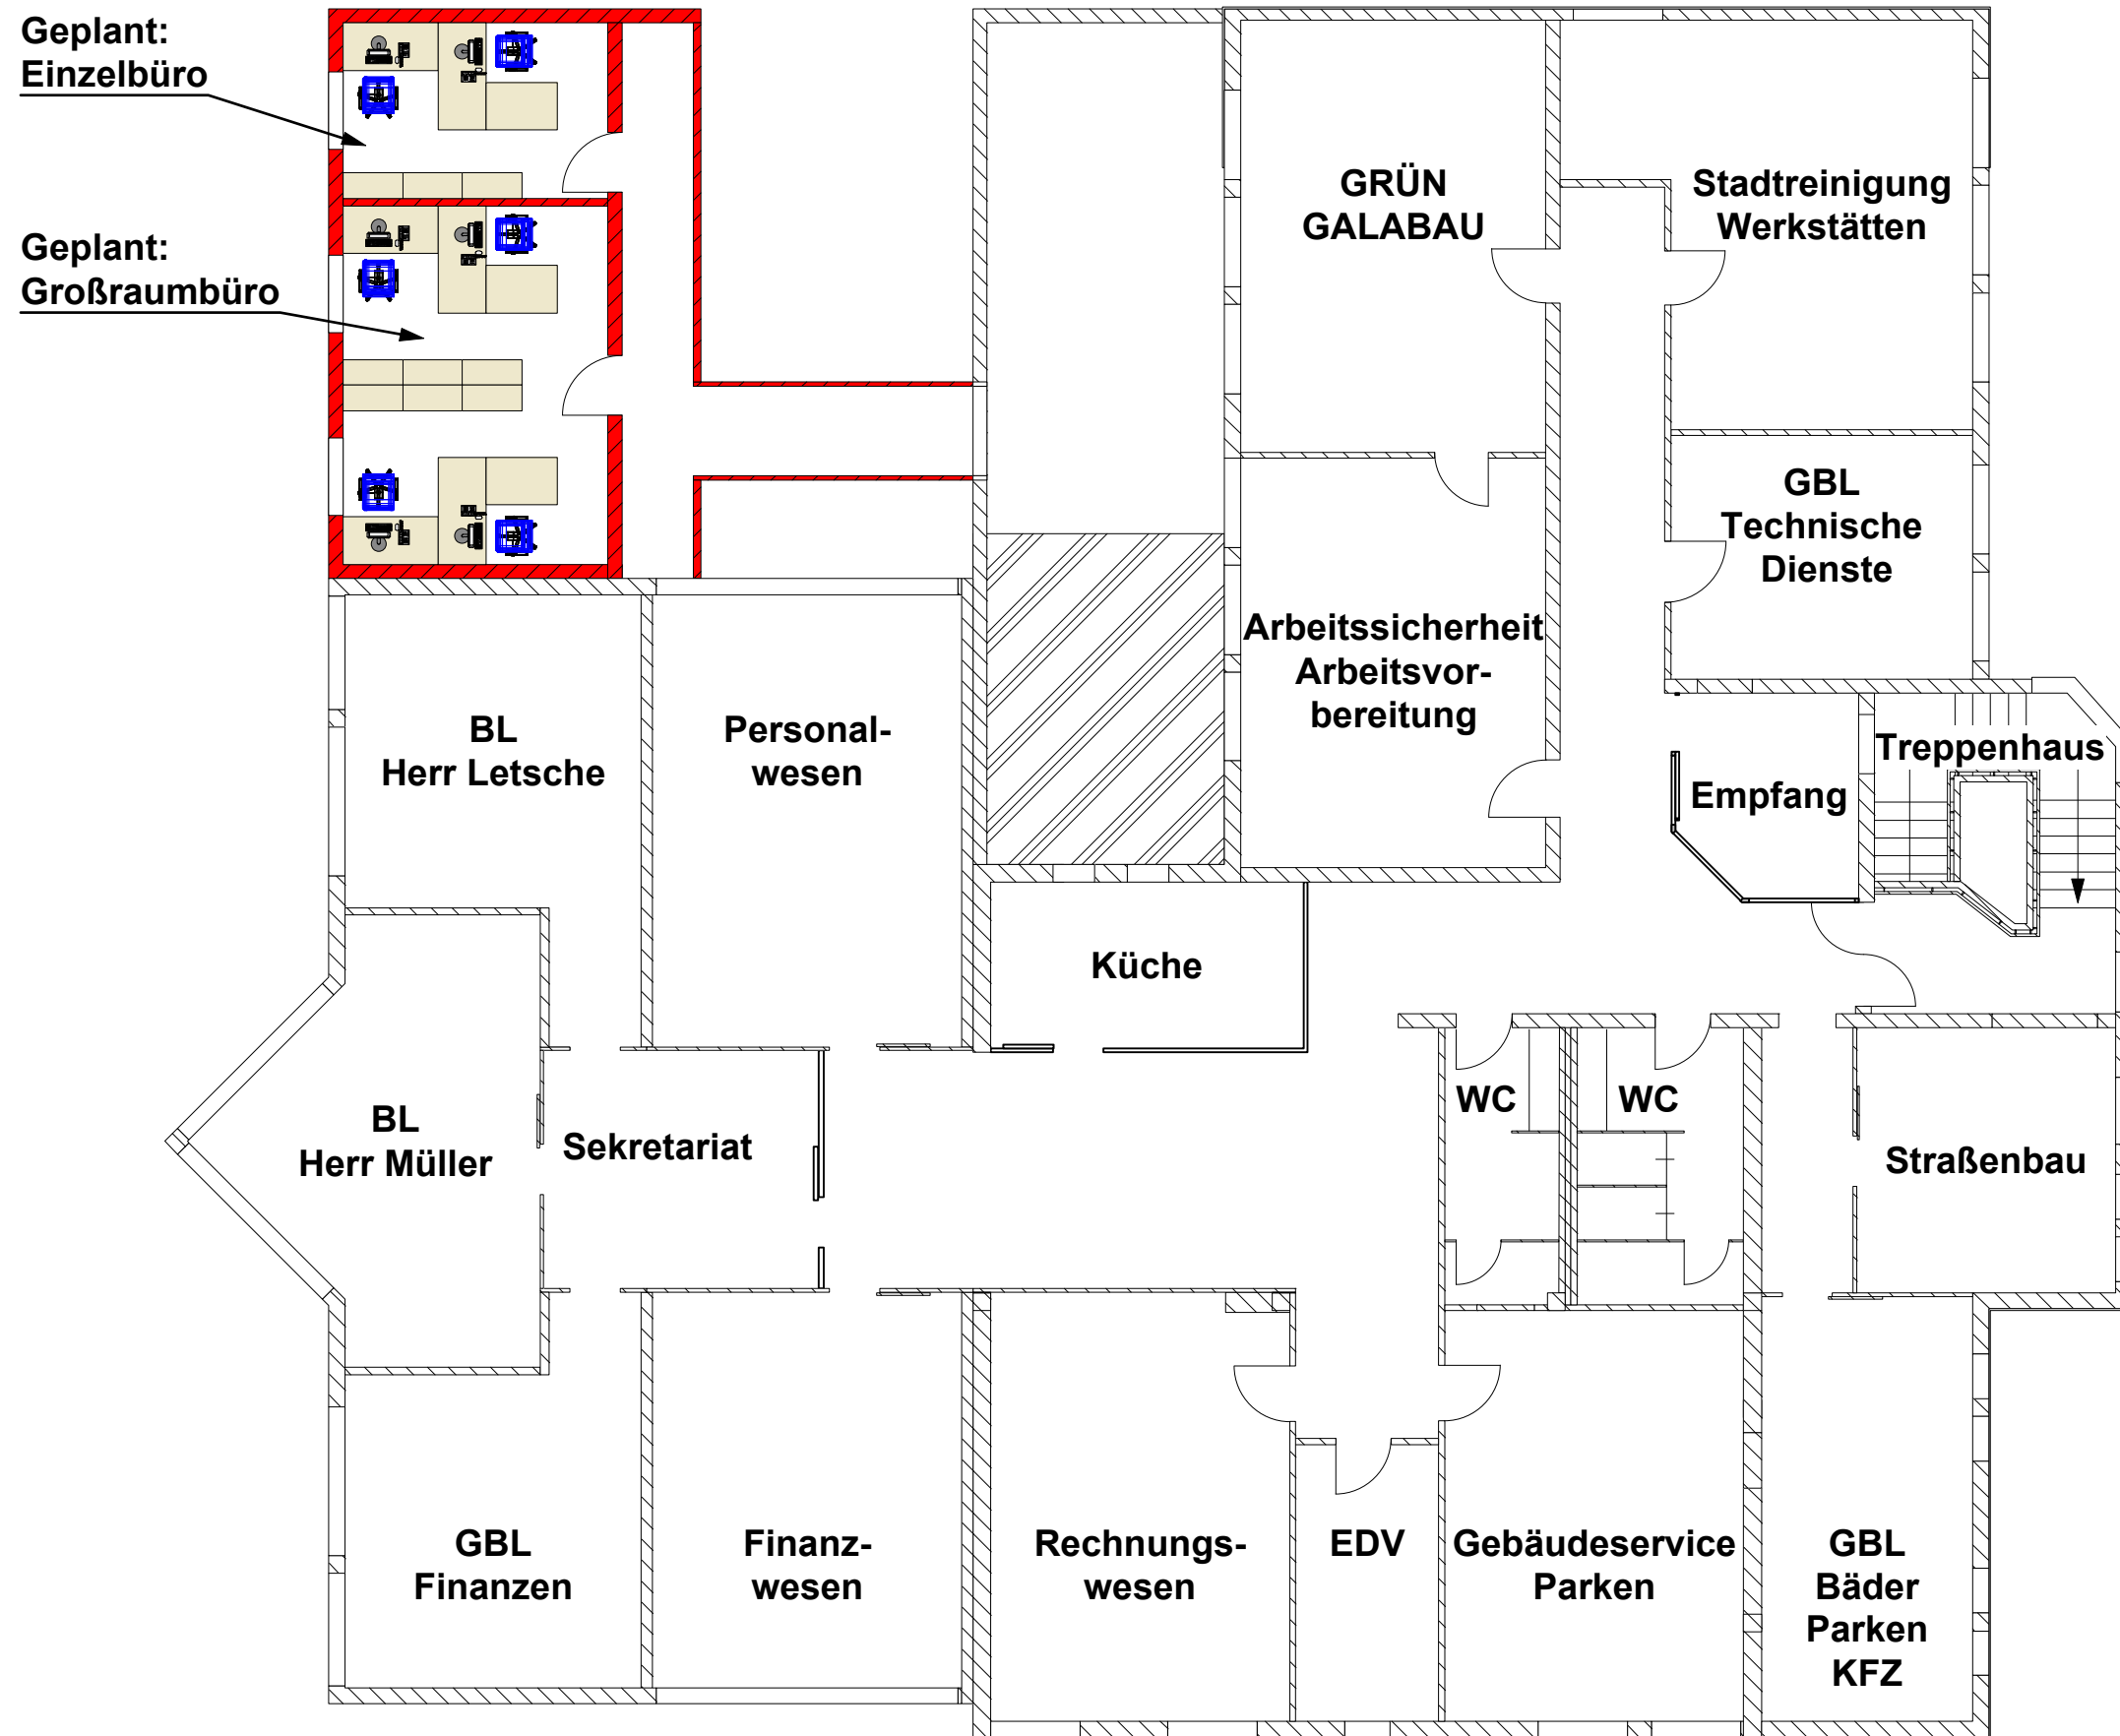 Geplant:
Einzelbüro
Geplant:
Großraumbüro
GRÜN
GALABAU
Stadtreinigung
Werkstätten
GBL
Technische
Dienste
Arbeitssicherheit
Arbeitsvor-
bereitung
BL
Herr Letsche
Personal-
wesen
Treppenhaus
Empfang
Küche
BL
Herr Müller
Sekretariat
WC
WC
Straßenbau
GBL
Finanzen
Finanz-
wesen
Rechnungs-
wesen
EDV
Gebäudeservice
Parken
GBL
Bäder
Parken
KFZ